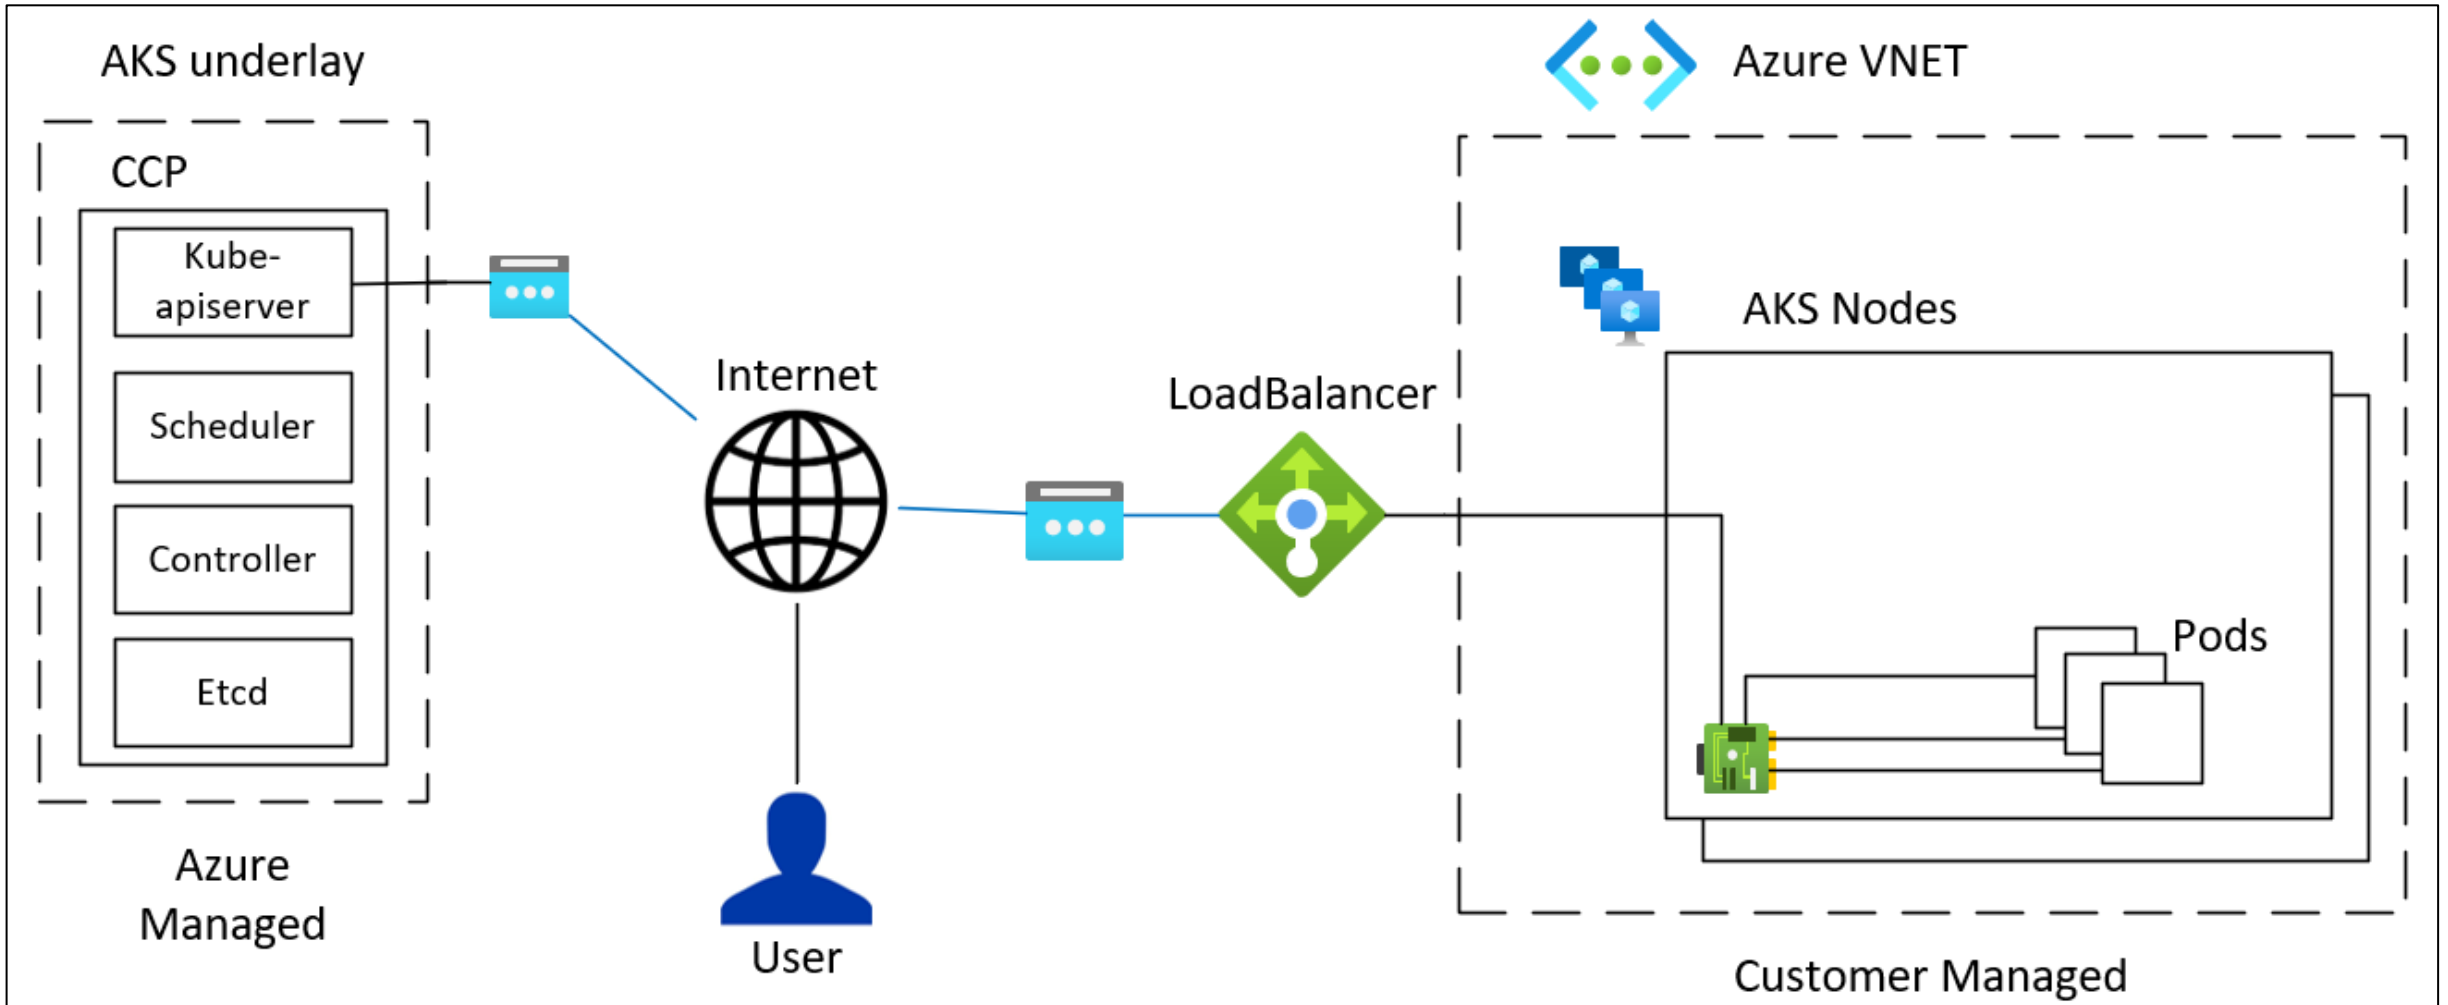 AKS underlay
CCP
Kube-
apiserver
Scheduler
Controller
Etcd
Azure
Managed
Internet
User
LoadBalancer
Azure VNET
AKS Nodes
Pods
Customer Managed